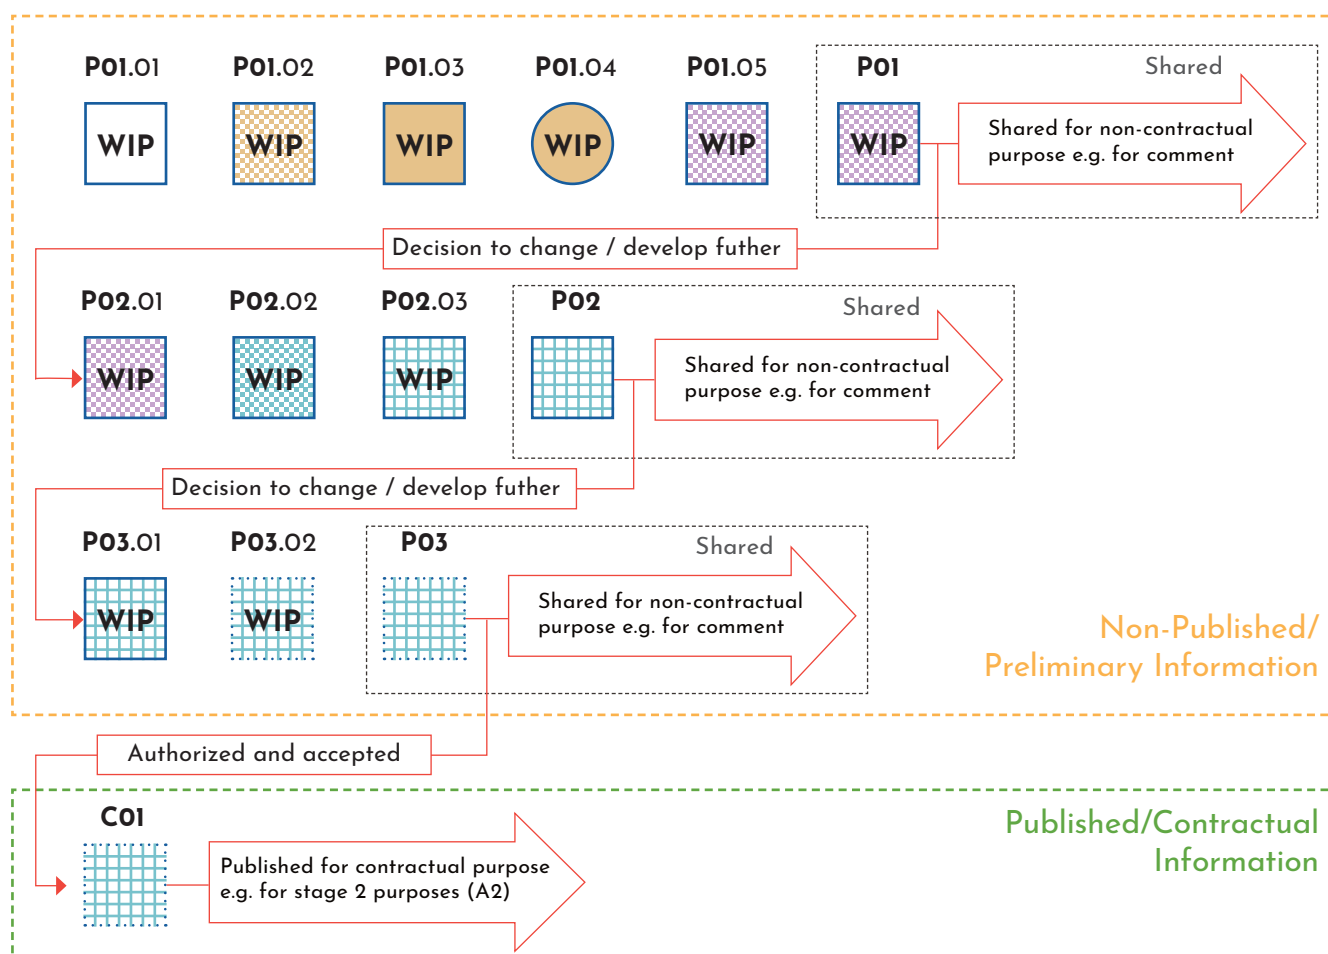 P01.01 P01.02 P01.03 P01.04 P01.05 P01 Shared
WIP WIP WIP WIP WIP WIP
Shared for non-contractual
purpose e.g. for comment
Decision to change / develop futher
P02.01 P02.02 P02.03 P02 Shared
WIP WIP WIP
Shared for non-contractual
purpose e.g. for comment
Decision to change / develop futher
P03.01 P03.02 P03 Shared
WIP WIP
Shared for non-contractual
purpose e.g. for comment
Non-Published/
Preliminary Information
Authorized and accepted
C01
Published/Contractual
Information
Published for contractual purpose
e.g. for stage 2 purposes (A2)